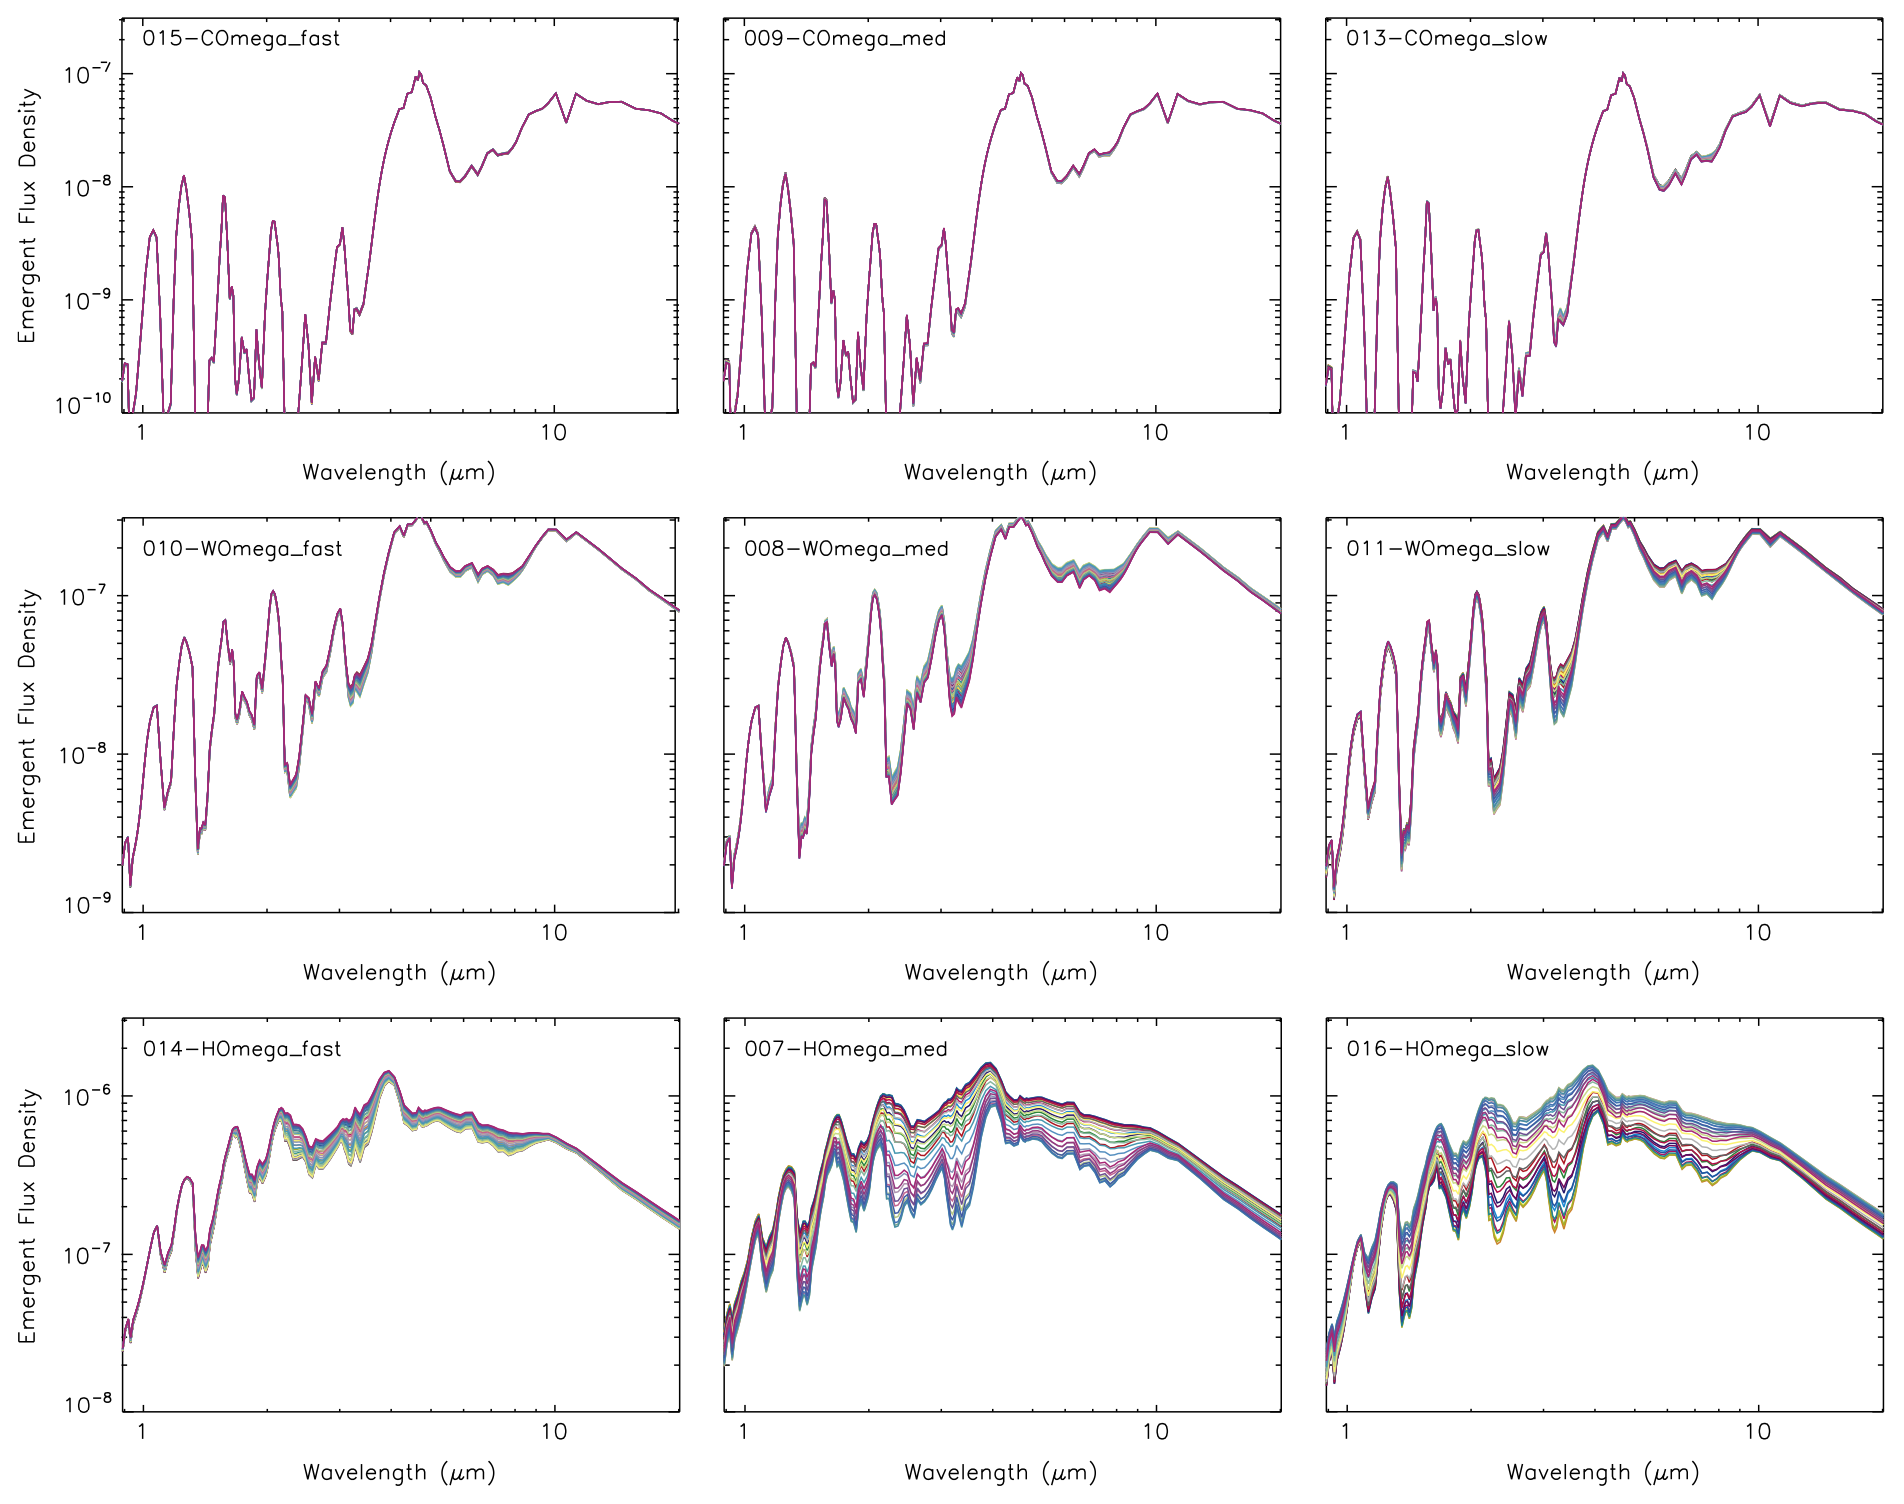 015-COmega_fast
009-COmega_med
013-COmega_slow
Emergent Flux Density
10-7
10-8
10-9
10-10
1 10
1 10
1 10
Wavelength (μm)
Wavelength (μm)
Wavelength (μm)
010-WOmega_fast
008-WOmega_med
011-WOmega_slow
Emergent Flux Density
10-7
10-8
10-9
1 10
1 10
1 10
Wavelength (μm)
Wavelength (μm)
Wavelength (μm)
014-HOmega_fast
007-HOmega_med
016-HOmega_slow
Emergent Flux Density
10-6
10-7
10-8
1 10
1 10
1 10
Wavelength (μm)
Wavelength (μm)
Wavelength (μm)